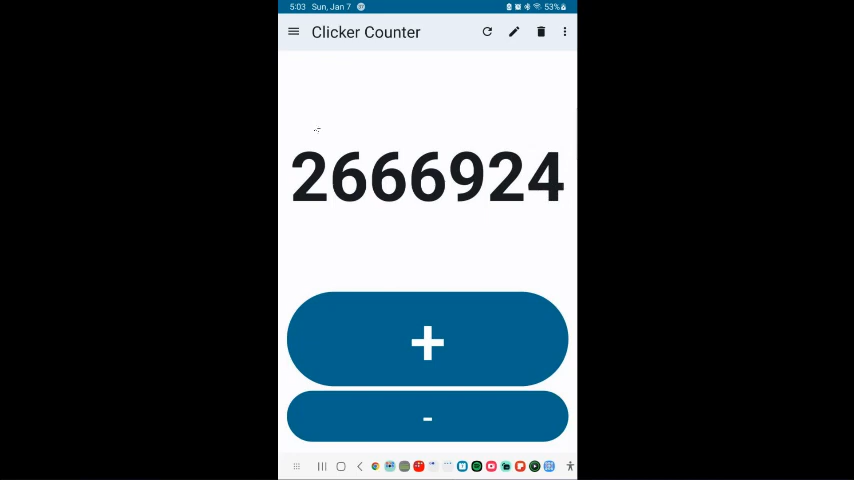 5:03 Sun, Jan 7 53%
Clicker Counter
2666924
+
-